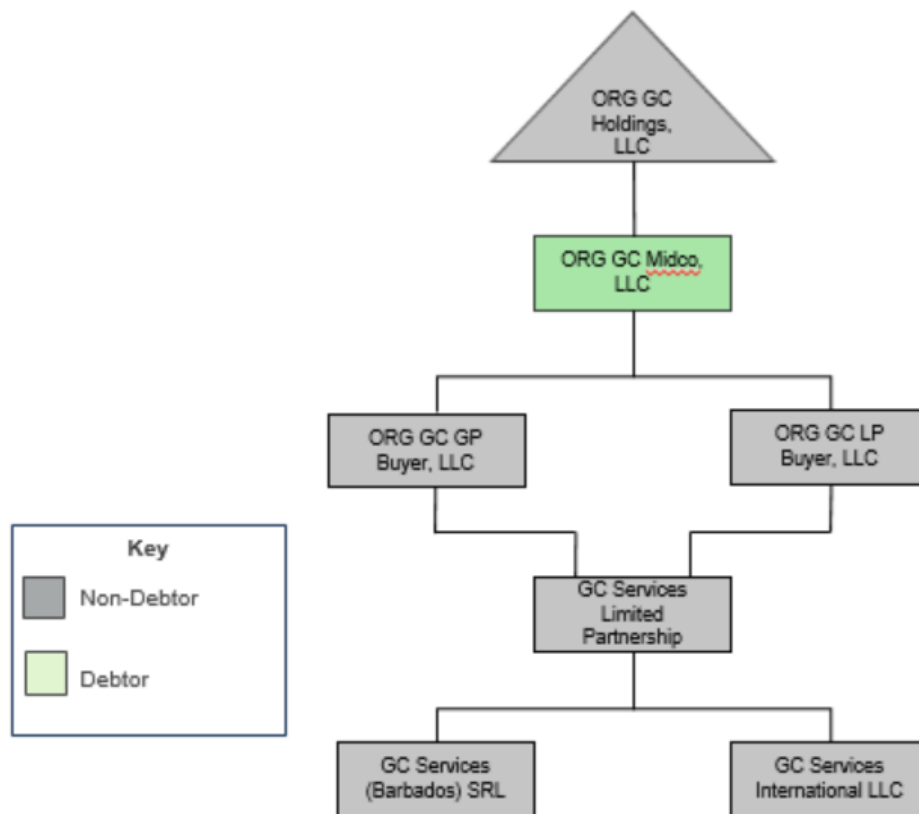 ORG GC
Holdings,
LLC
ORG GC Midco,
LLC
ORG GC GP
Buyer, LLC
ORG GC LP
Buyer, LLC
GC Services
Limited
Partnership
GC Services
(Barbados) SRL
GC Services
International LLC
Key
Non-Debtor
Debtor